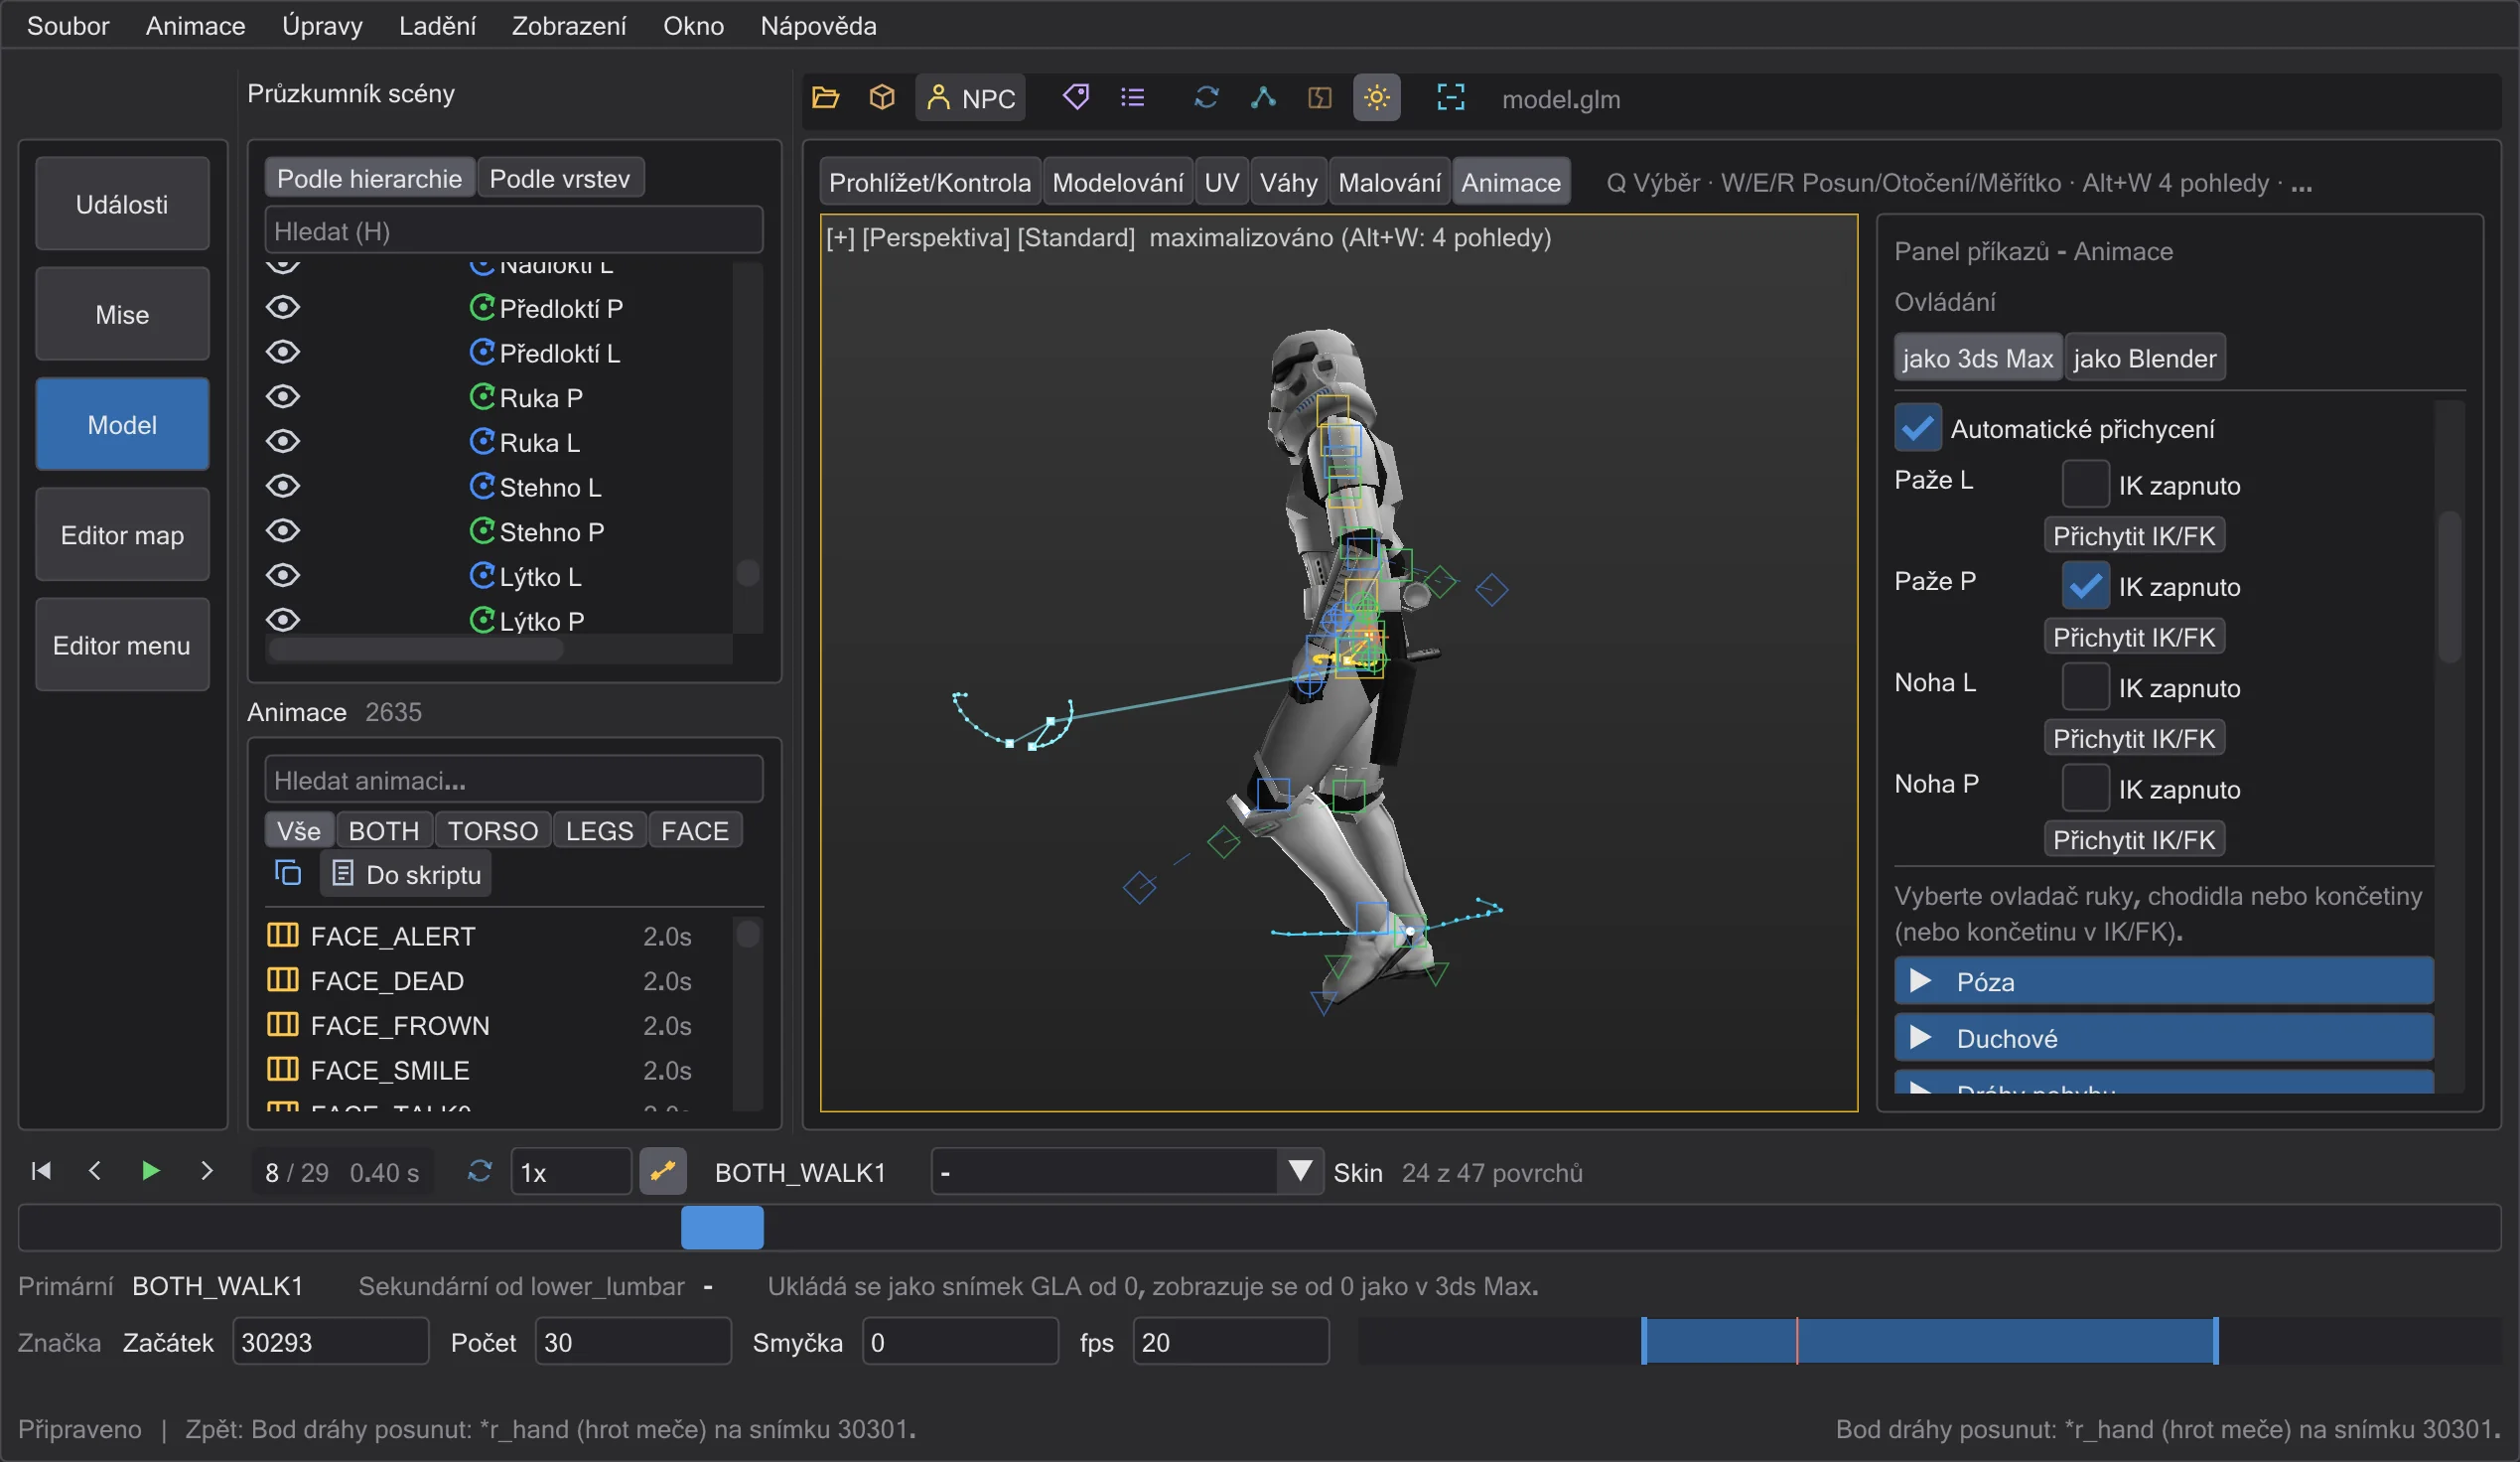 Soubor Animace Úpravy Ladění Zobrazení Okno Nápověda
Průzkumník scény
NPC
model.glm
Události
Mise
Model
Editor map
Editor menu
Podle hierarchie Podle vrstev
Hledat (H)
Nadloktí L
Předloktí P
Předloktí L
Ruka P
Ruka L
Stehno L
Stehno P
Lýtko L
Lýtko P
Animace 2635
Hledat animaci...
Vše BOTH TORSO LEGS FACE
Do skriptu
FACE_ALERT 2.0s
FACE_DEAD 2.0s
FACE_FROWN 2.0s
FACE_SMILE 2.0s
Prohlížet/Kontrola Modelování UV Váhy Malování Animace Q Výběr · W/E/R Posun/Otočení/Měřítko · Alt+W 4 pohledy · ...
[+] [Perspektiva] [Standard] maximalizováno (Alt+W: 4 pohledy)
Panel příkazů - Animace
Ovládání
jako 3ds Max jako Blender
Automatické přichycení
Paže L IK zapnuto
Přichytit IK/FK
Paže P IK zapnuto
Přichytit IK/FK
Noha L IK zapnuto
Přichytit IK/FK
Noha P IK zapnuto
Přichytit IK/FK
Vyberte ovladač ruky, chodidla nebo končetiny
(nebo končetinu v IK/FK).
Póza
Duchové
Dráhy pohybu
8 / 29 0.40 s 1x BOTH_WALK1 - Skin 24 z 47 povrchů
Primární BOTH_WALK1 Sekundární od lower_lumbar - Ukládá se jako snímek GLA od 0, zobrazuje se od 0 jako v 3ds Max.
Značka Začátek 30293 Počet 30 Smyčka 0 fps 20
Připraveno | Zpět: Bod dráhy posunut: *r_hand (hrot meče) na snímku 30301.
Bod dráhy posunut: *r_hand (hrot meče) na snímku 30301.